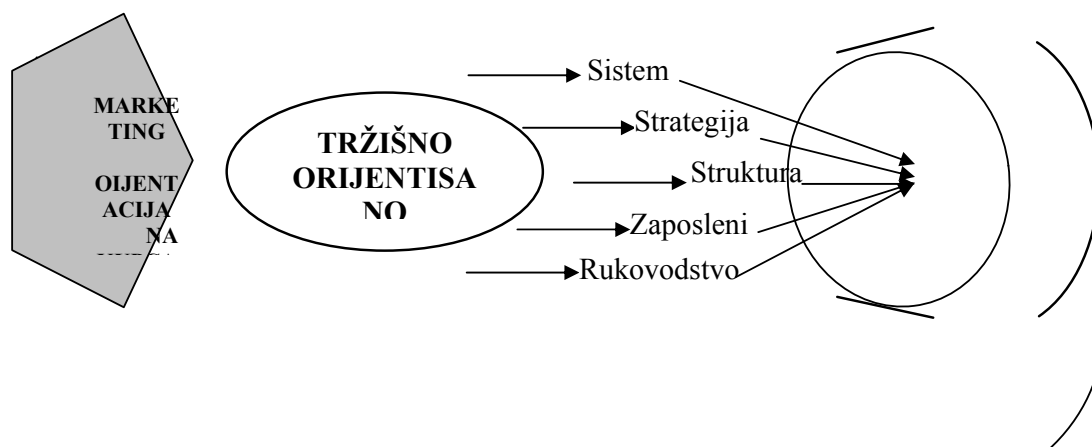 MARKE
TING
OIJENT
ACIJA
NA
TRŽIŠNO
ORIJENTISA
NO
Sistem
Strategija
Struktura
Zaposleni
Rukovodstvo